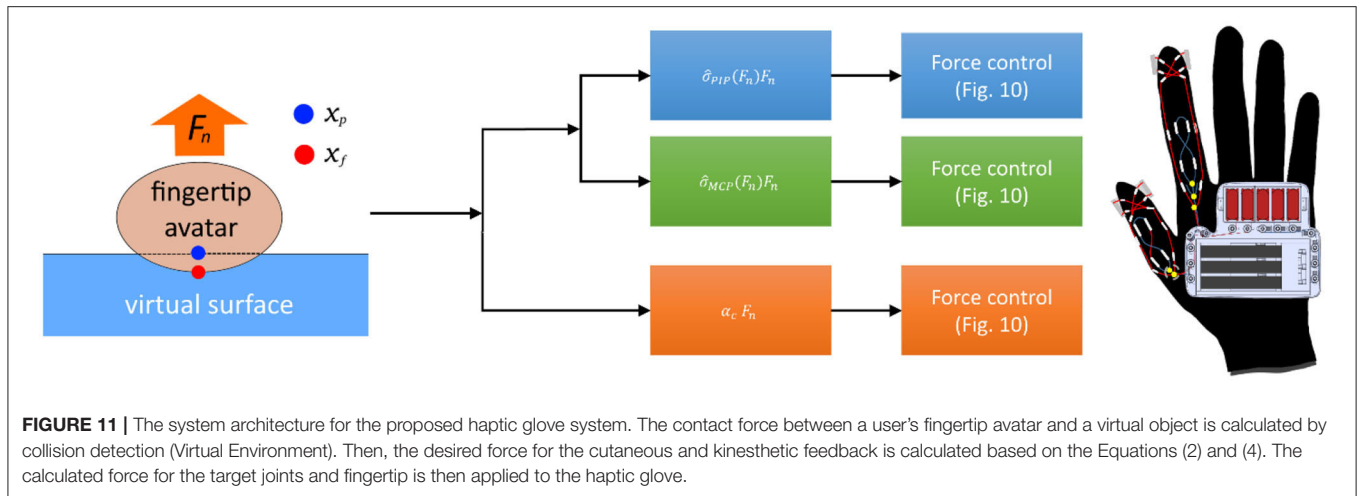 F_n
x_p
x_f
fingertip
avatar
virtual surface
σ̂_PIP(F_n)F_n
Force control
(Fig. 10)
σ̂_MCP(F_n)F_n
Force control
(Fig. 10)
α_c F_n
Force control
(Fig. 10)
FIGURE 11 | The system architecture for the proposed haptic glove system. The contact force between a user's fingertip avatar and a virtual object is calculated by
collision detection (Virtual Environment). Then, the desired force for the cutaneous and kinesthetic feedback is calculated based on the Equations (2) and (4). The
calculated force for the target joints and fingertip is then applied to the haptic glove.